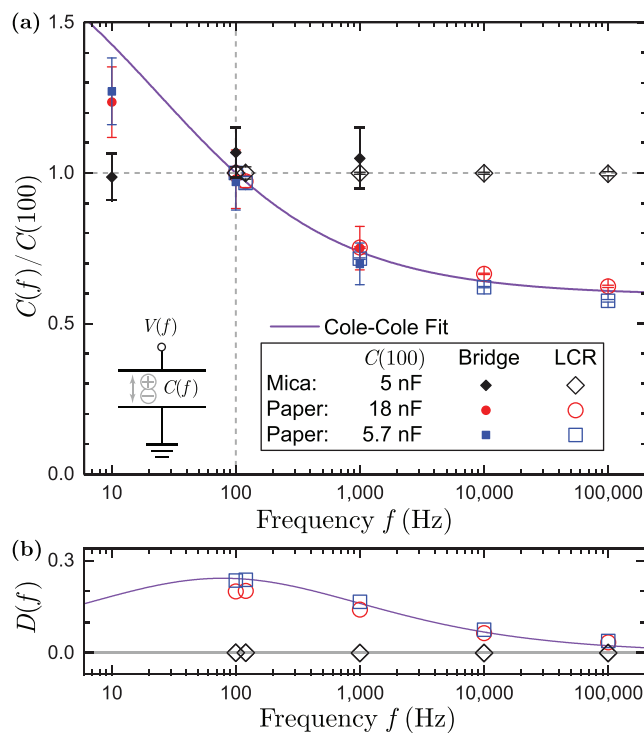 (a)
1.5
1.0
0.5
0.0
C(f)/C(100)
V(f)
C(f)
Cole-Cole Fit
C(100) Bridge LCR
Mica: 5 nF
Paper: 18 nF
Paper: 5.7 nF
10 100 1,000 10,000 100,000
Frequency f (Hz)
(b)
0.3
0.0
D(f)
10 100 1,000 10,000 100,000
Frequency f (Hz)